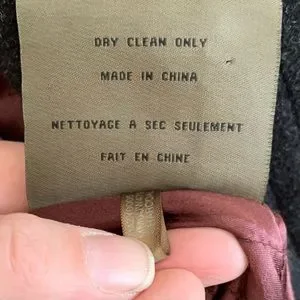 DRY CLEAN ONLY
MADE IN CHINA
NETTOYAGE A SEC SEULEMENT
FAIT EN CHINE